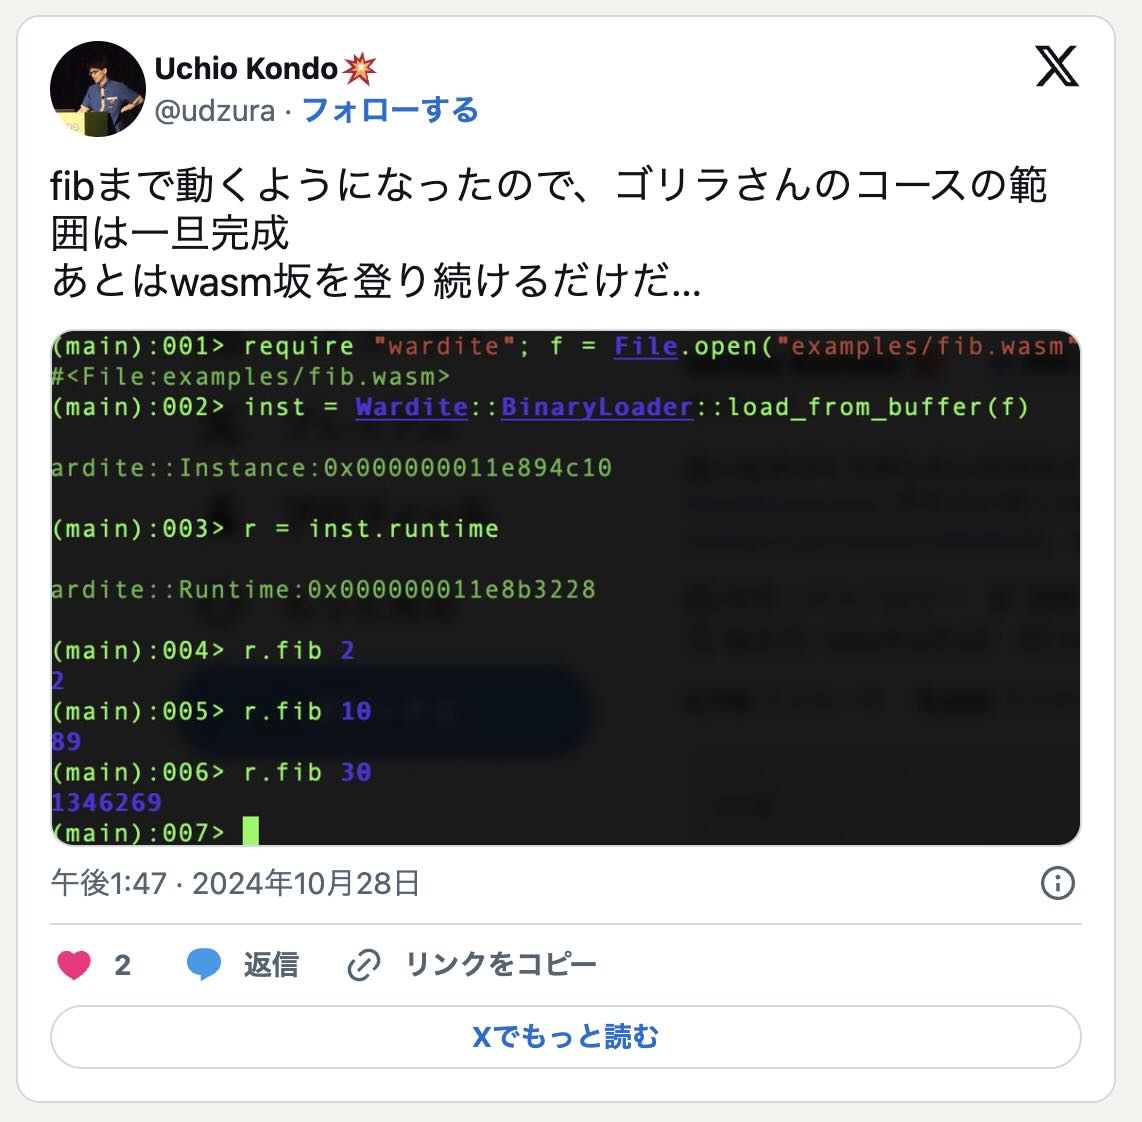 Uchio Kondo💥
@udzura · フォローする
fibまで動くようになったので、ゴリラさんのコースの範
囲は一旦完成
あとはwasm坂を登り続けるだけだ…
(main):001> require "wardite"; f = File.open("examples/fib.wasm"
#<File:examples/fib.wasm>
(main):002> inst = Wardite::BinaryLoader::load_from_buffer(f)
ardite::Instance:0x000000011e894c10
(main):003> r = inst.runtime
ardite::Runtime:0x000000011e8b3228
(main):004> r.fib 2
2
(main):005> r.fib 10
89
(main):006> r.fib 30
1346269
(main):007>
午後1:47 · 2024年10月28日
2 返信 リンクをコピー
Xでもっと読む